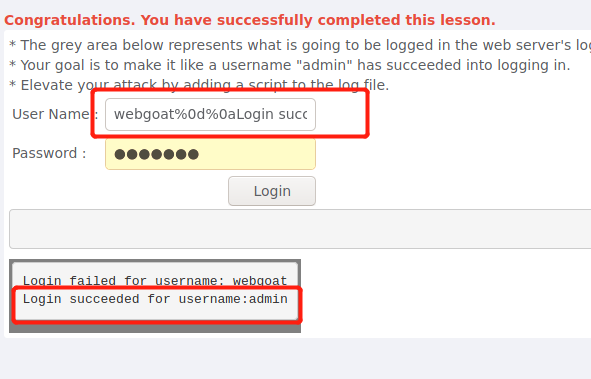 Congratulations. You have successfully completed this lesson.
* The grey area below represents what is going to be logged in the web server's log
* Your goal is to make it like a username "admin" has succeeded into logging in.
* Elevate your attack by adding a script to the log file.
User Name : webgoat%0d%0aLogin succ
Password : ●●●●●●●
Login
Login failed for username: webgoat
Login succeeded for username:admin